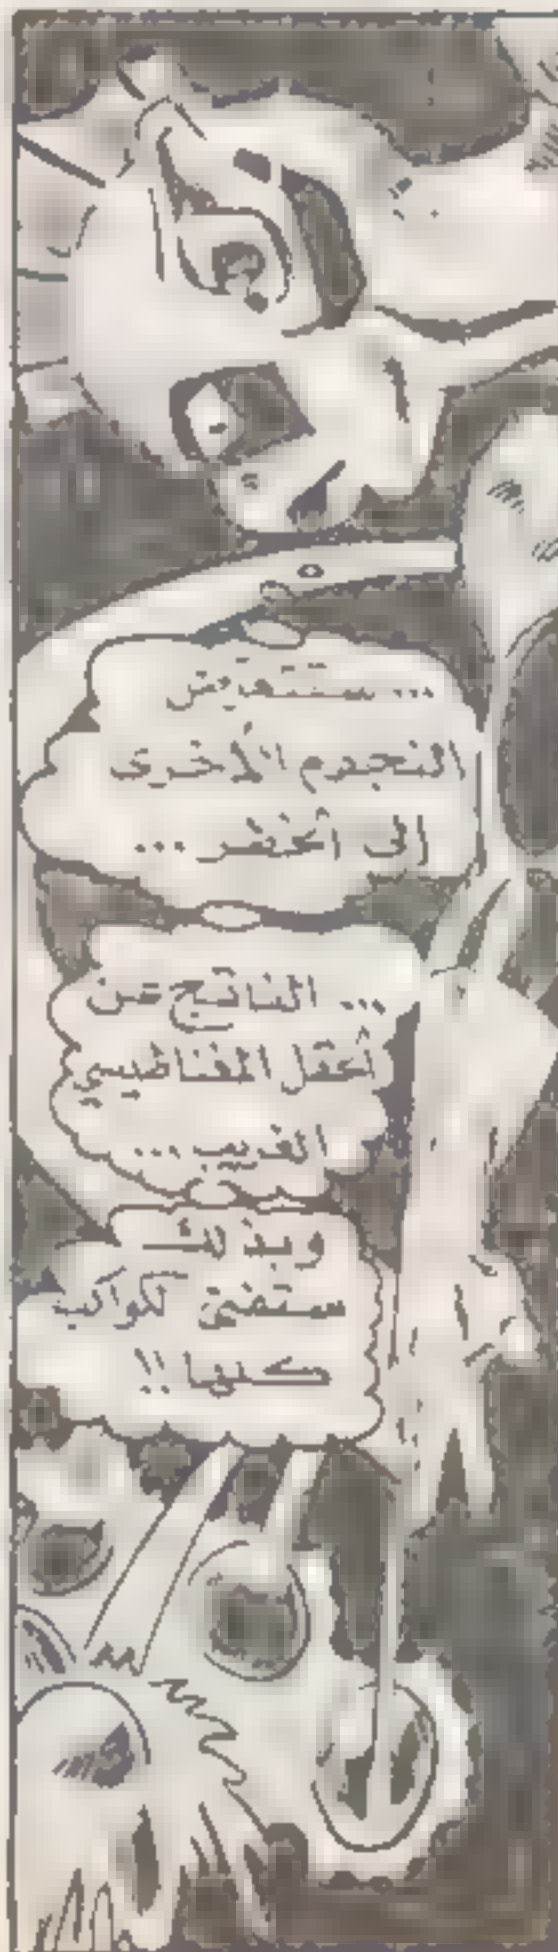 ... ستتعرض
النجوم الأخرى
إلى الخطر ...
... الناتج عن
الحقل المغناطيسي
الغريب ...
وبذلك
ستفنى الكواكب
كلها !!